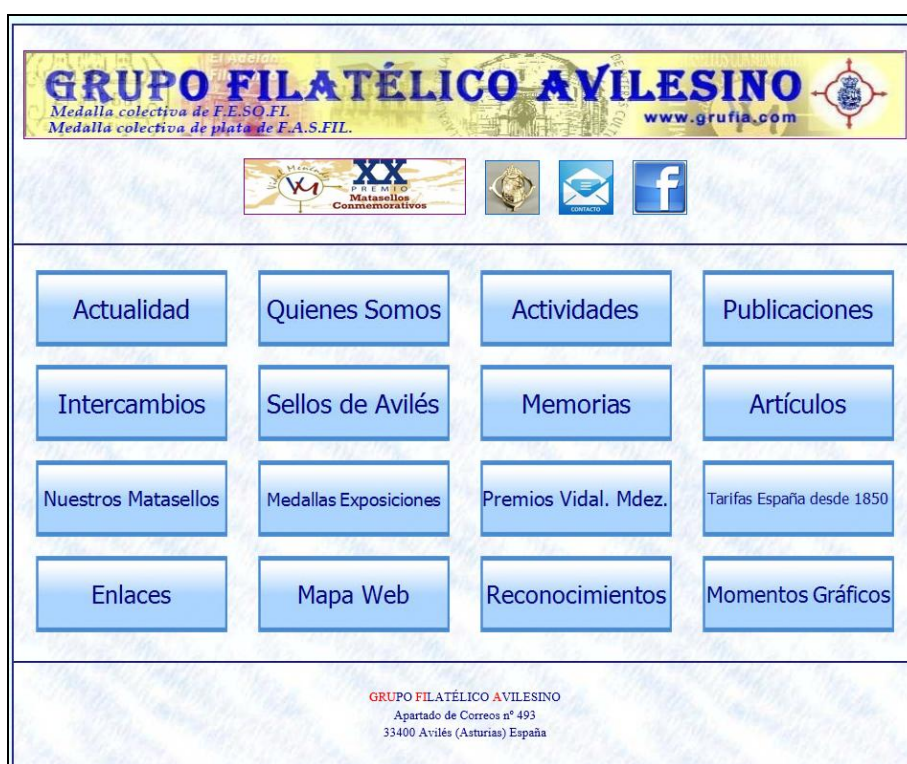 GRUPO FILATÉLICO AVILESINO
Medalla colectiva de F.E.SO.FI.
Medalla colectiva de plata de F.A.S.FIL.
www.grufia.com
Vidal Menéndez
XX
PREMIO
Matasellos
Conmemorativos
CONTACTO
f
Actualidad
Quienes Somos
Actividades
Publicaciones
Intercambios
Sellos de Avilés
Memorias
Artículos
Nuestros Matasellos
Medallas Exposiciones
Premios Vidal. Mdez.
Tarifas España desde 1850
Enlaces
Mapa Web
Reconocimientos
Momentos Gráficos
GRUPO FILATÉLICO AVILESINO
Apartado de Correos nº 493
33400 Avilés (Asturias) España